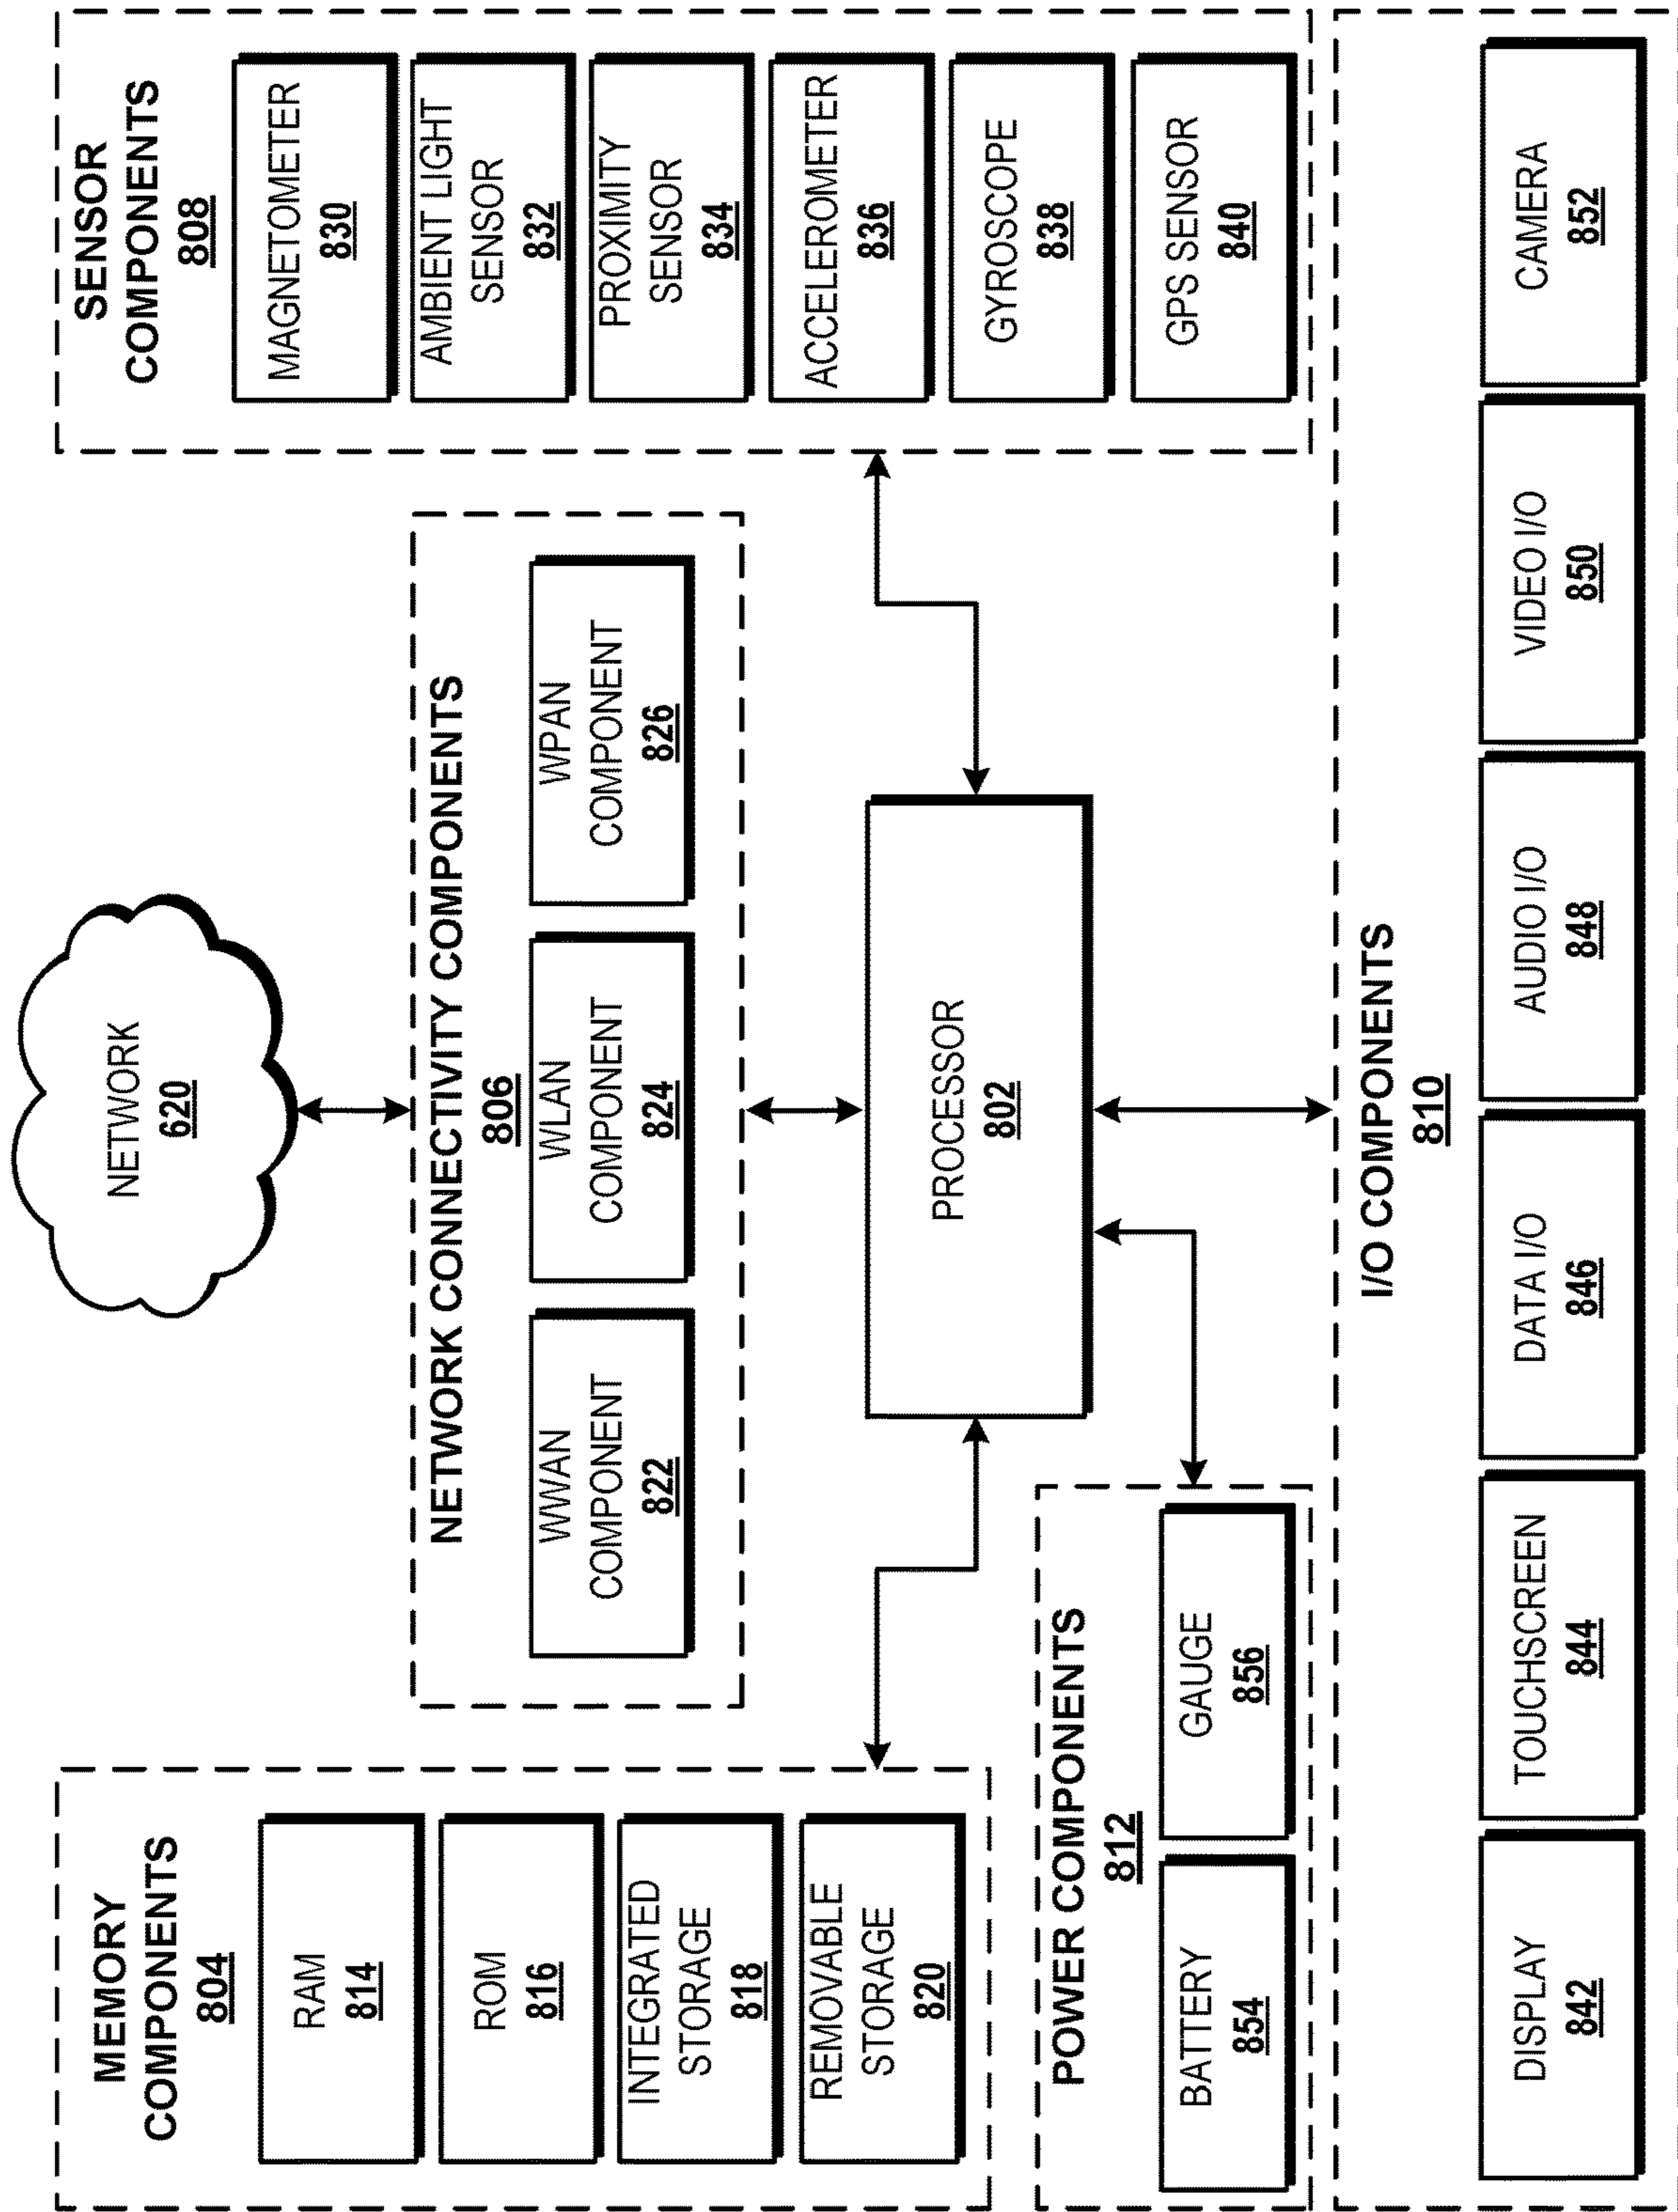 NETWORK
620
MEMORY
COMPONENTS
804
RAM
814
ROM
816
INTEGRATED
STORAGE
818
REMOVABLE
STORAGE
820
NETWORK CONNECTIVITY COMPONENTS
806
WWAN
COMPONENT
822
WLAN
COMPONENT
824
WPAN
COMPONENT
826
SENSOR
COMPONENTS
808
MAGNETOMETER
830
AMBIENT LIGHT
SENSOR
832
PROXIMITY
SENSOR
834
ACCELEROMETER
836
GYROSCOPE
838
GPS SENSOR
840
PROCESSOR
802
POWER COMPONENTS
812
BATTERY
854
GAUGE
856
I/O COMPONENTS
810
DISPLAY
842
TOUCHSCREEN
844
DATA I/O
846
AUDIO I/O
848
VIDEO I/O
850
CAMERA
852